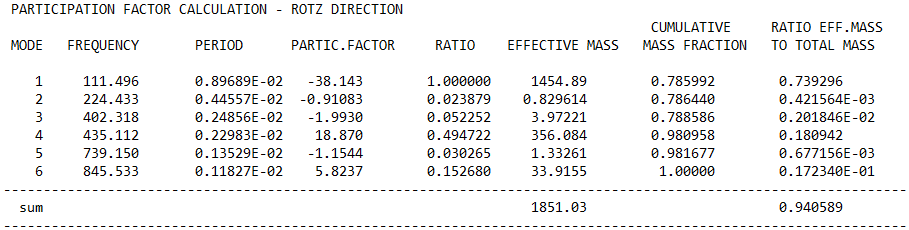 PARTICIPATION FACTOR CALCULATION - ROTZ DIRECTION
CUMULATIVE RATIO EFF.MASS
MODE FREQUENCY PERIOD PARTIC.FACTOR RATIO EFFECTIVE MASS MASS FRACTION TO TOTAL MASS
1 111.496 0.89689E-02 -38.143 1.000000 1454.89 0.785992 0.739296
2 224.433 0.44557E-02 -0.91083 0.023879 0.829614 0.786440 0.421564E-03
3 402.318 0.24856E-02 -1.9930 0.052252 3.97221 0.788586 0.201846E-02
4 435.112 0.22983E-02 18.870 0.494722 356.084 0.980958 0.180942
5 739.150 0.13529E-02 -1.1544 0.030265 1.33261 0.981677 0.677156E-03
6 845.533 0.11827E-02 5.8237 0.152680 33.9155 1.00000 0.172340E-01
sum 1851.03 0.940589